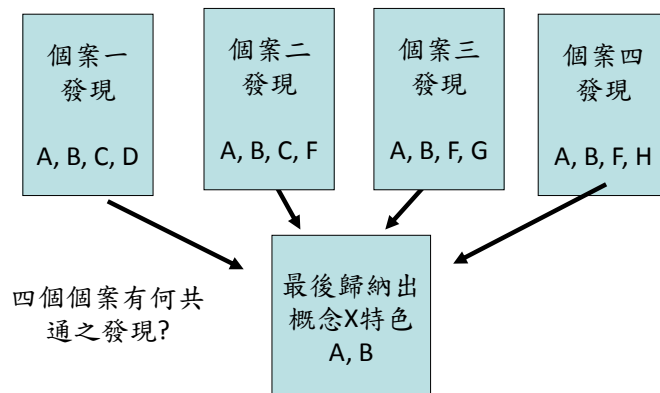 個案一
發現
A, B, C, D
個案二
發現
A, B, C, F
個案三
發現
A, B, F, G
個案四
發現
A, B, F, H
四個個案有何共
通之發現?
最後歸納出
概念X特色
A, B